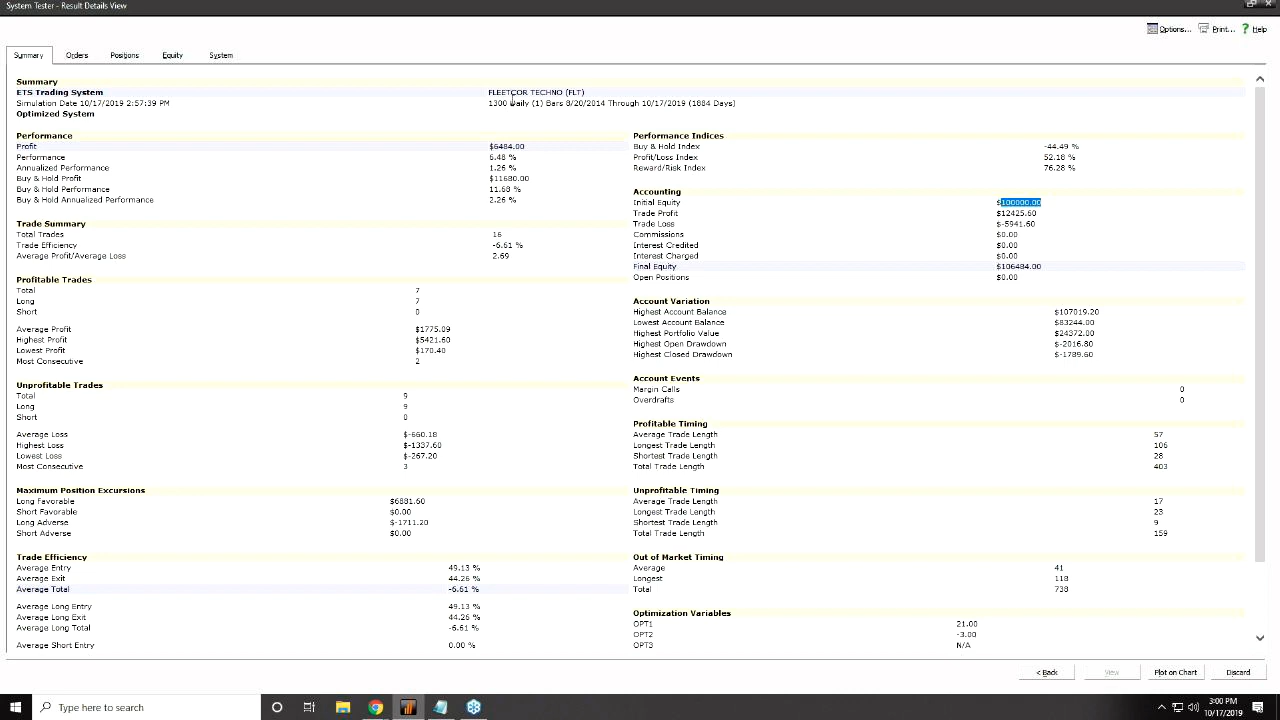 System Tester - Result Details View
Options...
Print...
Help
Summary
Orders
Positions
Equity
System
Summary
ETS Trading System FLEETCOR TECHNO (FLT)
Simulation Date 10/17/2019 2:57:39 PM 1300 Daily (1) Bars 8/20/2014 Through 10/17/2019 (1884 Days)
Optimized System
Performance
Profit $6484.00
Performance 6.48 %
Annualized Performance 1.26 %
Buy & Hold Profit $11680.00
Buy & Hold Performance 11.68 %
Buy & Hold Annualized Performance 2.26 %
Trade Summary
Total Trades 16
Trade Efficiency -6.61 %
Average Profit/Average Loss 2.69
Profitable Trades
Total 7
Long 7
Short 0
Average Profit $1775.09
Highest Profit $5421.60
Lowest Profit $170.40
Most Consecutive 2
Unprofitable Trades
Total 9
Long 9
Short 0
Average Loss $-660.18
Highest Loss $-1337.60
Lowest Loss $-267.20
Most Consecutive 3
Maximum Position Excursions
Long Favorable $6881.60
Short Favorable $0.00
Long Adverse $-1711.20
Short Adverse $0.00
Trade Efficiency
Average Entry 49.13 %
Average Exit 44.26 %
Average Total -6.61 %
Average Long Entry 49.13 %
Average Long Exit 44.26 %
Average Long Total -6.61 %
Average Short Entry 0.00 %
Performance Indices
Buy & Hold Index -44.49 %
Profit/Loss Index 52.18 %
Reward/Risk Index 76.28 %
Accounting
Initial Equity $100000.00
Trade Profit $12425.60
Trade Loss $-5941.60
Commissions $0.00
Interest Credited $0.00
Interest Charged $0.00
Final Equity $106484.00
Open Positions $0.00
Account Variation
Highest Account Balance $107019.20
Lowest Account Balance $83244.00
Highest Portfolio Value $24372.00
Highest Open Drawdown $-2016.80
Highest Closed Drawdown $-1789.60
Account Events
Margin Calls 0
Overdrafts 0
Profitable Timing
Average Trade Length 57
Longest Trade Length 106
Shortest Trade Length 28
Total Trade Length 403
Unprofitable Timing
Average Trade Length 17
Longest Trade Length 23
Shortest Trade Length 9
Total Trade Length 159
Out of Market Timing
Average 41
Longest 118
Total 738
Optimization Variables
OPT1 21.00
OPT2 -3.00
OPT3 N/A
< Back
View
Plot on Chart
Discard
Type here to search
3:00 PM
10/17/2019